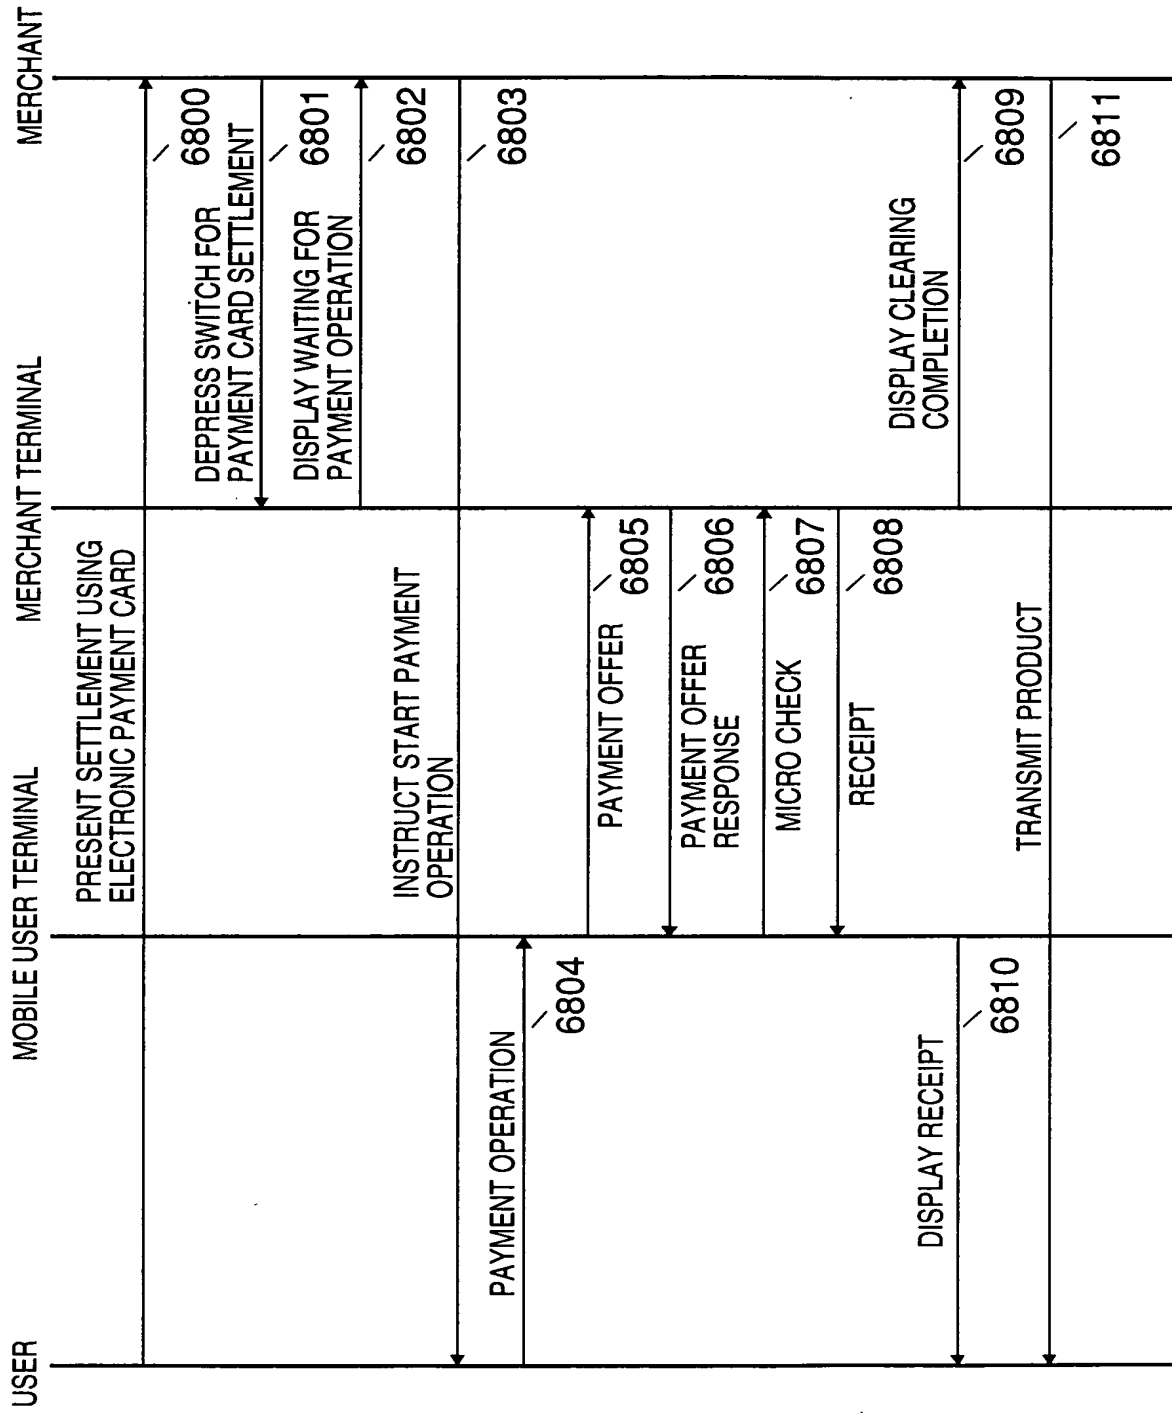 USER
MOBILE USER TERMINAL
MERCHANT TERMINAL
MERCHANT
PRESENT SETTLEMENT USING
ELECTRONIC PAYMENT CARD
6800
DEPRESS SWITCH FOR
PAYMENT CARD SETTLEMENT
6801
DISPLAY WAITING FOR
PAYMENT OPERATION
6802
INSTRUCT START PAYMENT
OPERATION
6803
PAYMENT OPERATION
6804
PAYMENT OFFER
6805
PAYMENT OFFER
RESPONSE
6806
MICRO CHECK
6807
RECEIPT
6808
DISPLAY CLEARING
COMPLETION
6809
DISPLAY RECEIPT
6810
TRANSMIT PRODUCT
6811